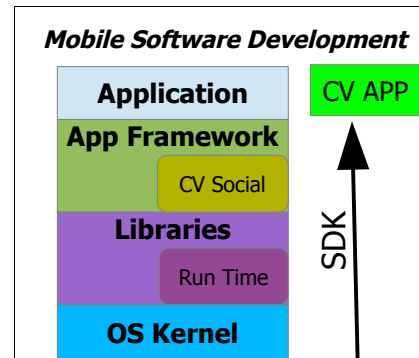 Mobile Software Development
Application
CV APP
App Framework
CV Social
Libraries
Run Time
SDK
OS Kernel